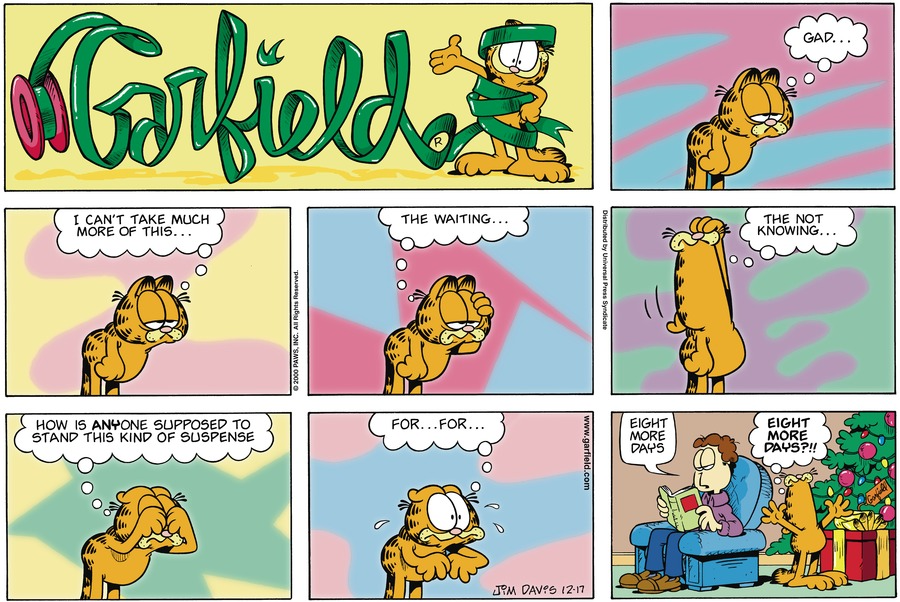 Garfield
R
GAD...
I CAN'T TAKE MUCH
MORE OF THIS...
© 2000 PAWS, INC. All Rights Reserved.
THE WAITING...
Distributed by Universal Press Syndicate
THE NOT
KNOWING...
HOW IS ANYONE SUPPOSED TO
STAND THIS KIND OF SUSPENSE
FOR...FOR...
JIM DAVIS 12-17
www.garfield.com
EIGHT
MORE
DAYS
EIGHT
MORE
DAYS?!!
Garfield